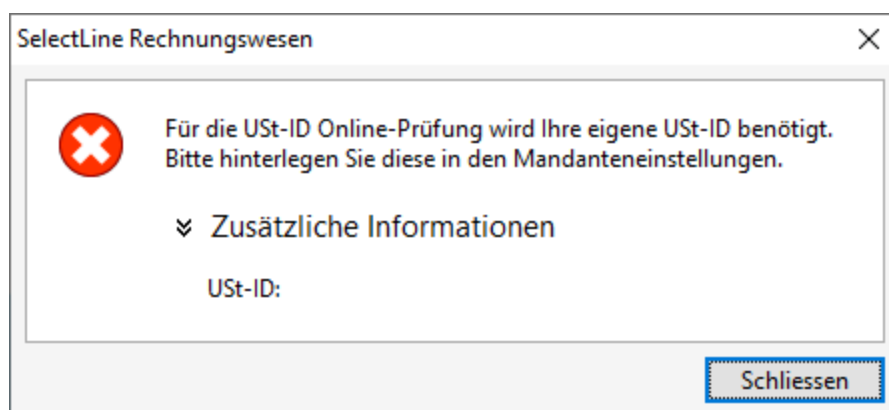 SelectLine Rechnungswesen
Für die USt-ID Online-Prüfung wird Ihre eigene USt-ID benötigt.
Bitte hinterlegen Sie diese in den Mandanteneinstellungen.
Zusätzliche Informationen
USt-ID:
Schliessen